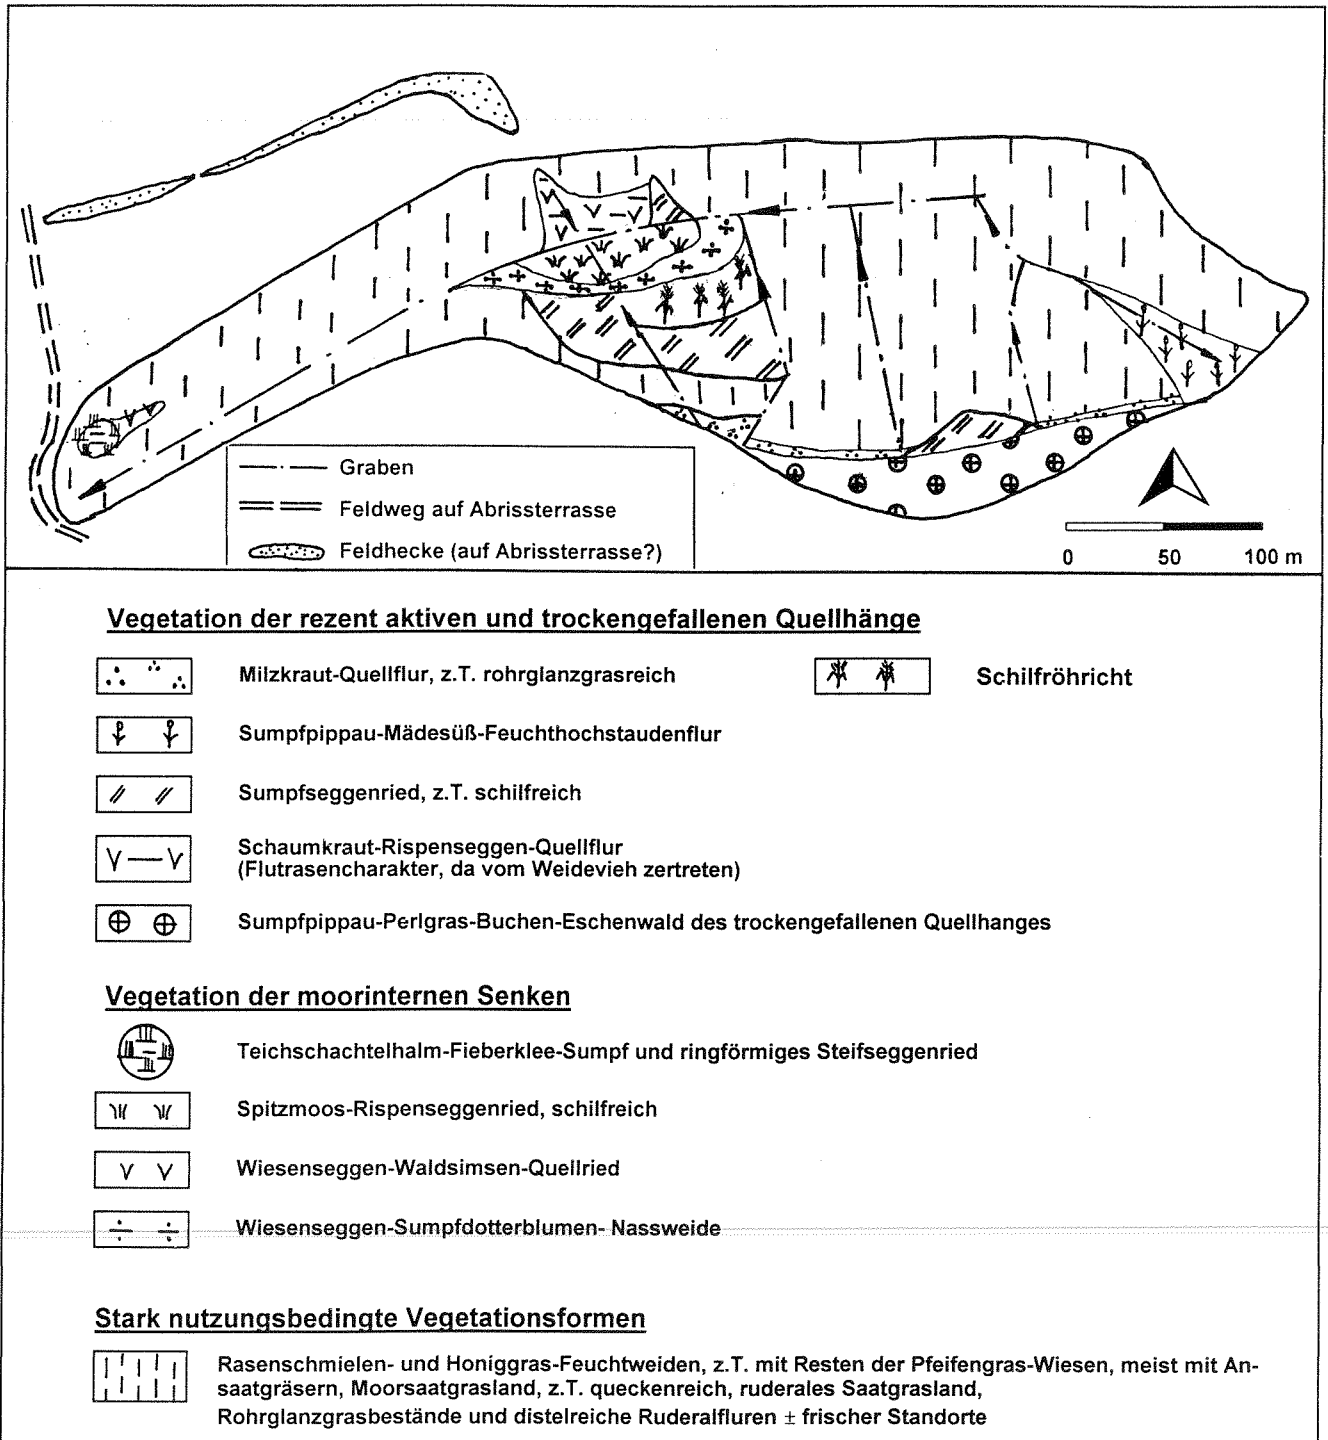 Graben
Feldweg auf Abrissterrasse
Feldhecke (auf Abrissterrasse?)
0 50 100 m
Vegetation der rezent aktiven und trockengefallenen Quellhänge
Milzkraut-Quellflur, z.T. rohrglanzgrasreich
Schilfröhricht
Sumpfpippau-Mädesüß-Feuchthochstaudenflur
Sumpfseggenried, z.T. schilfreich
Schaumkraut-Rispenseggen-Quellflur
(Flutrasencharakter, da vom Weidevieh zertreten)
Sumpfpippau-Perlgras-Buchen-Eschenwald des trockengefallenen Quellhanges
Vegetation der moorinternen Senken
Teichschachtelhalm-Fieberklee-Sumpf und ringförmiges Steifseggenried
Spitzmoos-Rispenseggenried, schilfreich
Wiesenseggen-Waldsimsen-Quellried
Wiesenseggen-Sumpfdotterblumen- Nassweide
Stark nutzungsbedingte Vegetationsformen
Rasenschmielen- und Honiggras-Feuchtweiden, z.T. mit Resten der Pfeifengras-Wiesen, meist mit An-
saatgräsern, Moorsaatgrasland, z.T. queckenreich, ruderales Saatgrasland,
Rohrglanzgrasbestände und distelreiche Ruderalfluren ± frischer Standorte